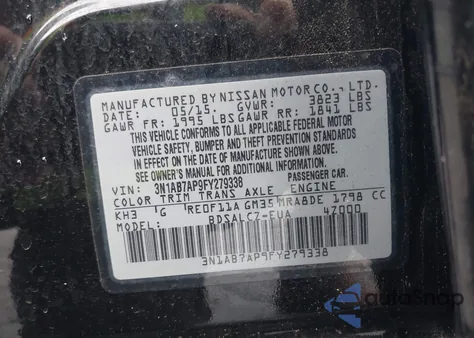 MANUFACTURED BY NISSAN MOTOR CO., LTD.
DATE: 05/15. GVWR: 3823 LBS
GAWR FR: 1995 LBS GAWR RR: 1841 LBS
THIS VEHICLE CONFORMS TO ALL APPLICABLE FEDERAL MOTOR
VEHICLE SAFETY, BUMPER AND THEFT PREVENTION STANDARDS
IN EFFECT ON THE DATE OF MANUFACTURE SHOWN ABOVE.
SEE OWNER'S MANUAL FOR ADDITIONAL INFORMATION.
VIN: 3N1AB7AP9FY279338 PASSENGER CAR.
COLOR TRIM TRANS AXLE ENGINE
KH3 G RE0F11A GM35 MRA8DE 1798 CC
MODEL: BDSALCZ-EUA 47000
3N1AB7AP9FY279338
autoSnap